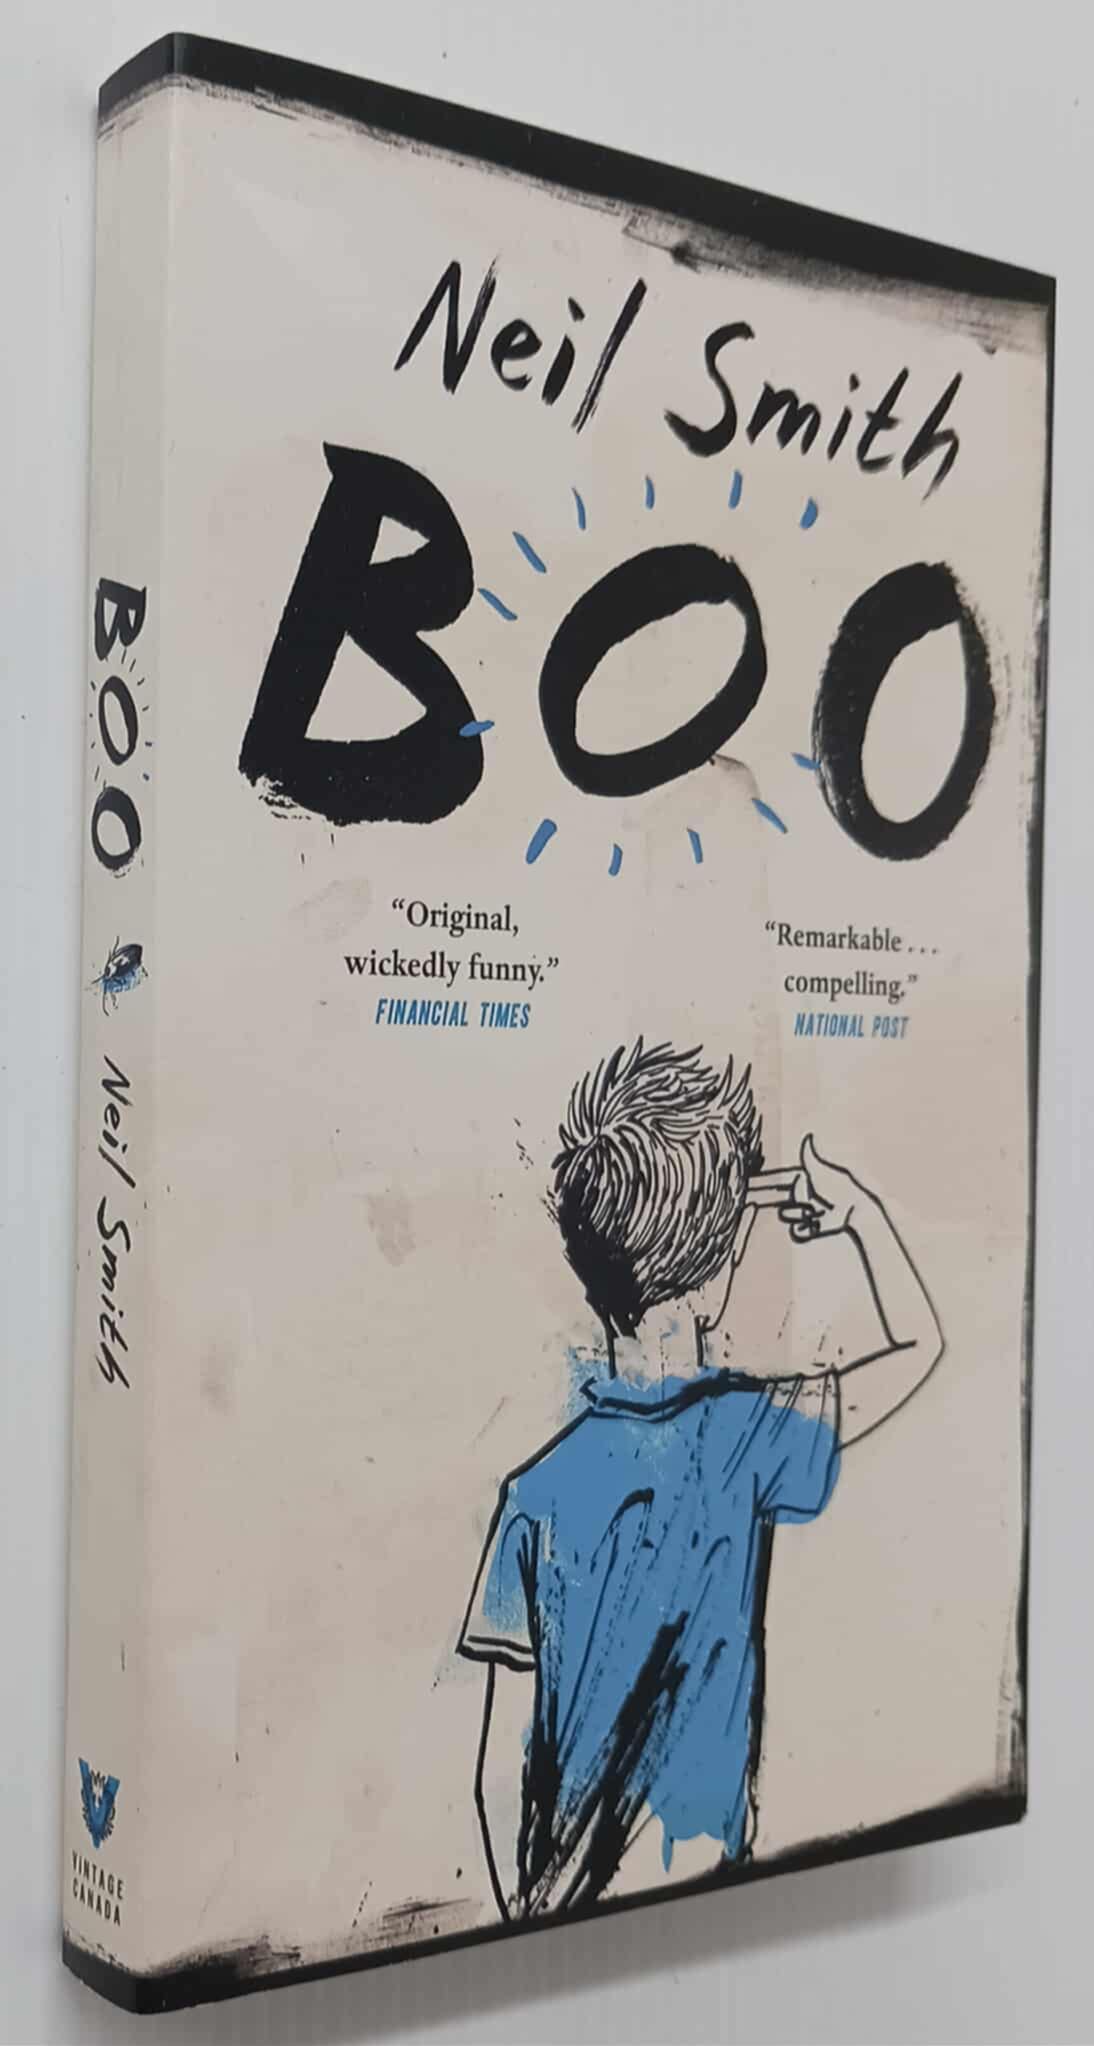 Neil Smith
BOO
“Original,
wickedly funny.”
FINANCIAL TIMES
“Remarkable...
compelling.”
NATIONAL POST
BOO Neil Smith
VINTAGE
CANADA